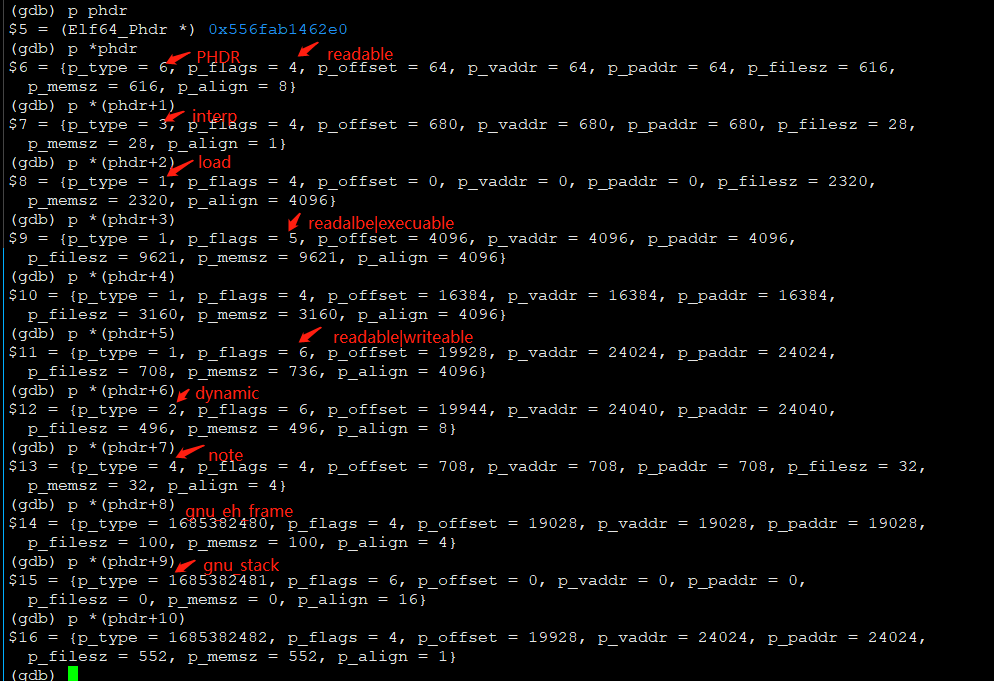 (gdb) p phdr
$5 = (Elf64_Phdr *) 0x556fab1462e0
(gdb) p *phdr
PHDR
readable
$6 = {p_type = 6, p_flags = 4, p_offset = 64, p_vaddr = 64, p_paddr = 64, p_filesz = 616,
p_memsz = 616, p_align = 8}
(gdb) p *(phdr+1)
interp
$7 = {p_type = 3, p_flags = 4, p_offset = 680, p_vaddr = 680, p_paddr = 680, p_filesz = 28,
p_memsz = 28, p_align = 1}
(gdb) p *(phdr+2)
load
$8 = {p_type = 1, p_flags = 4, p_offset = 0, p_vaddr = 0, p_paddr = 0, p_filesz = 2320,
p_memsz = 2320, p_align = 4096}
(gdb) p *(phdr+3)
readalbe|execuable
$9 = {p_type = 1, p_flags = 5, p_offset = 4096, p_vaddr = 4096, p_paddr = 4096,
p_filesz = 9621, p_memsz = 9621, p_align = 4096}
(gdb) p *(phdr+4)
$10 = {p_type = 1, p_flags = 4, p_offset = 16384, p_vaddr = 16384, p_paddr = 16384,
p_filesz = 3160, p_memsz = 3160, p_align = 4096}
(gdb) p *(phdr+5)
readable|writeable
$11 = {p_type = 1, p_flags = 6, p_offset = 19928, p_vaddr = 24024, p_paddr = 24024,
p_filesz = 708, p_memsz = 736, p_align = 4096}
(gdb) p *(phdr+6)
dynamic
$12 = {p_type = 2, p_flags = 6, p_offset = 19944, p_vaddr = 24040, p_paddr = 24040,
p_filesz = 496, p_memsz = 496, p_align = 8}
(gdb) p *(phdr+7)
note
$13 = {p_type = 4, p_flags = 4, p_offset = 708, p_vaddr = 708, p_paddr = 708, p_filesz = 32,
p_memsz = 32, p_align = 4}
(gdb) p *(phdr+8)
gnu_eh_frame
$14 = {p_type = 1685382480, p_flags = 4, p_offset = 19028, p_vaddr = 19028, p_paddr = 19028,
p_filesz = 100, p_memsz = 100, p_align = 4}
(gdb) p *(phdr+9)
gnu_stack
$15 = {p_type = 1685382481, p_flags = 6, p_offset = 0, p_vaddr = 0, p_paddr = 0,
p_filesz = 0, p_memsz = 0, p_align = 16}
(gdb) p *(phdr+10)
$16 = {p_type = 1685382482, p_flags = 4, p_offset = 19928, p_vaddr = 24024, p_paddr = 24024,
p_filesz = 552, p_memsz = 552, p_align = 1}
(gdb)